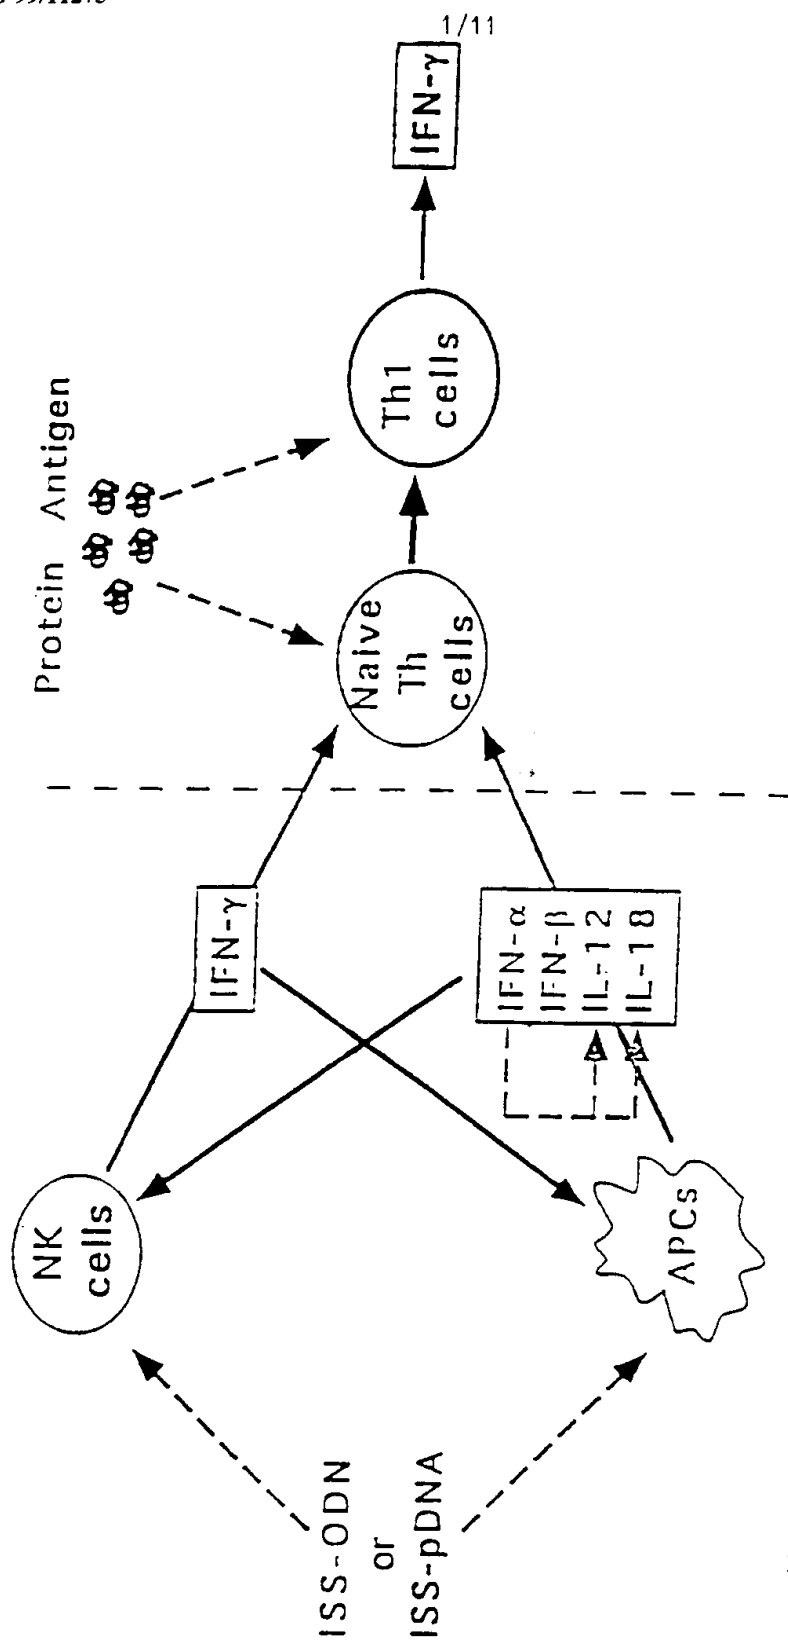 1/11
ISS-ODN
or
ISS-pDNA
NK
cells
APCs
IFN-γ
IFN-α
IFN-β
IL-12
IL-18
Protein Antigen
Naive
Th
cells
Th1
cells
IFN-γ